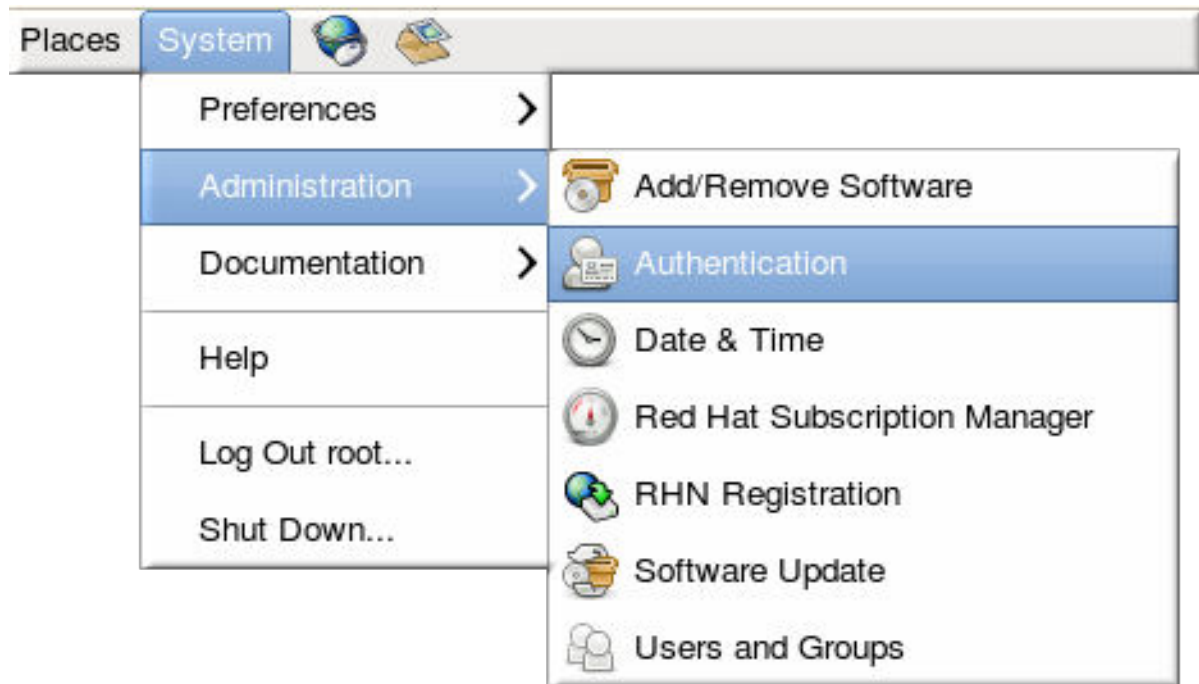 Places System
Preferences
Administration
Documentation
Help
Log Out root...
Shut Down...
Add/Remove Software
Authentication
Date & Time
Red Hat Subscription Manager
RHN Registration
Software Update
Users and Groups